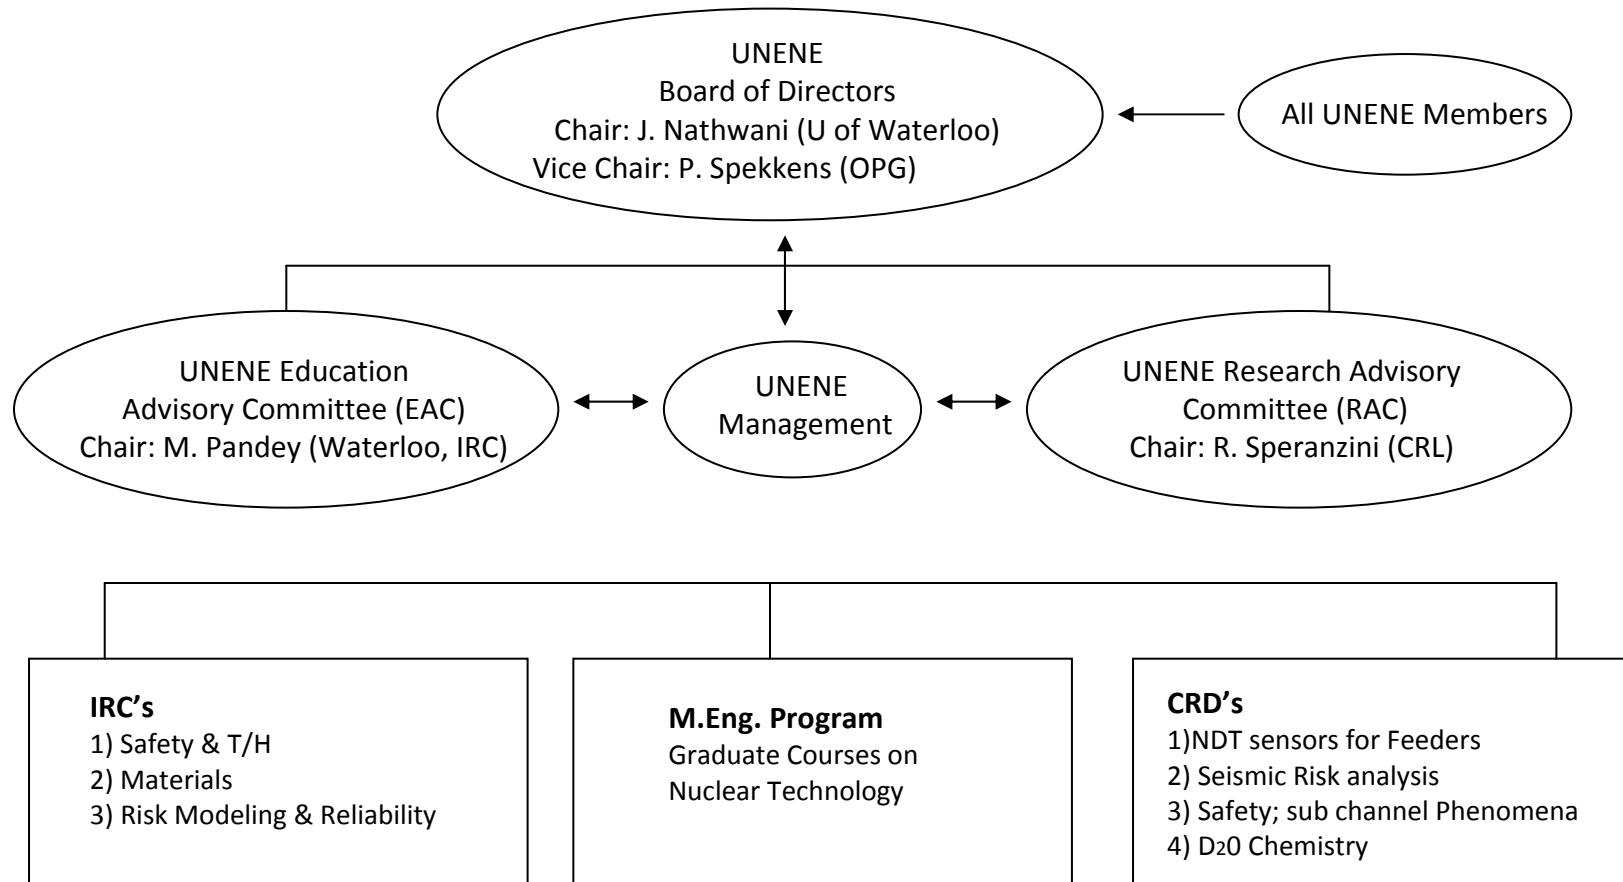 UNENE
Board of Directors
Chair: J. Nathwani (U of Waterloo)
Vice Chair: P. Spekkens (OPG)
All UNENE Members
UNENE Education
Advisory Committee (EAC)
Chair: M. Pandey (Waterloo, IRC)
UNENE
Management
UNENE Research Advisory
Committee (RAC)
Chair: R. Speranzini (CRL)
IRC’s
1) Safety & T/H
2) Materials
3) Risk Modeling & Reliability
M.Eng. Program
Graduate Courses on
Nuclear Technology
CRD’s
1)NDT sensors for Feeders
2) Seismic Risk analysis
3) Safety; sub channel Phenomena
4) D20 Chemistry